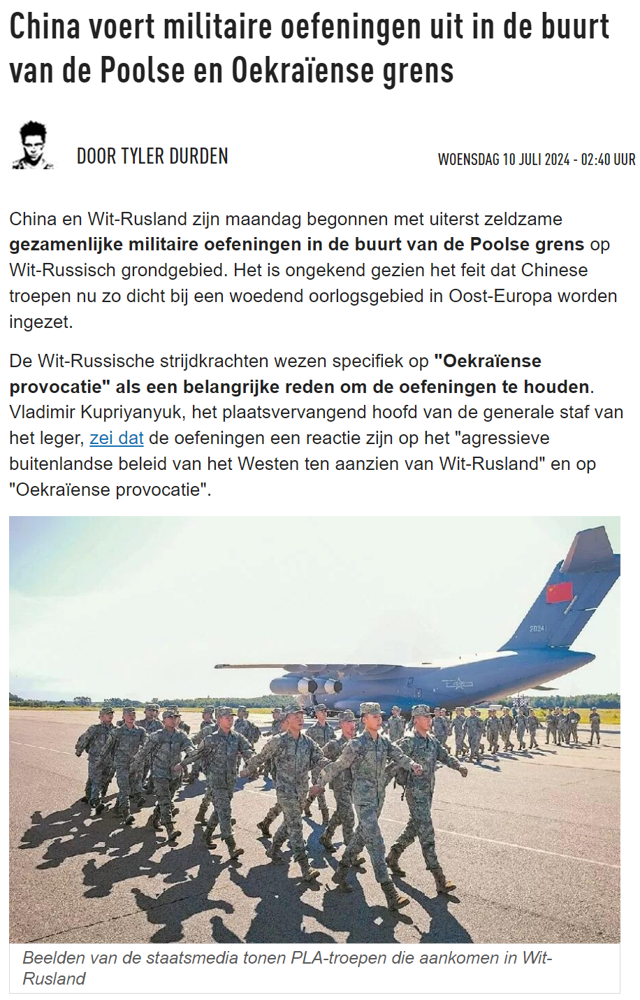 China voert militaire oefeningen uit in de buurt
van de Poolse en Oekraïense grens
DOOR TYLER DURDEN
WOENSDAG 10 JULI 2024 - 02:40 UUR
China en Wit-Rusland zijn maandag begonnen met uiterst zeldzame
gezamenlijke militaire oefeningen in de buurt van de Poolse grens op
Wit-Russisch grondgebied. Het is ongekend gezien het feit dat Chinese
troepen nu zo dicht bij een woedend oorlogsgebied in Oost-Europa worden
ingezet.
De Wit-Russische strijdkrachten wezen specifiek op "Oekraïense
provocatie" als een belangrijke reden om de oefeningen te houden.
Vladimir Kupriyanyuk, het plaatsvervangend hoofd van de generale staf van
het leger, zei dat de oefeningen een reactie zijn op het "agressieve
buitenlandse beleid van het Westen ten aanzien van Wit-Rusland" en op
"Oekraïense provocatie".
2024
Beelden van de staatsmedia tonen PLA-troepen die aankomen in Wit-
Rusland